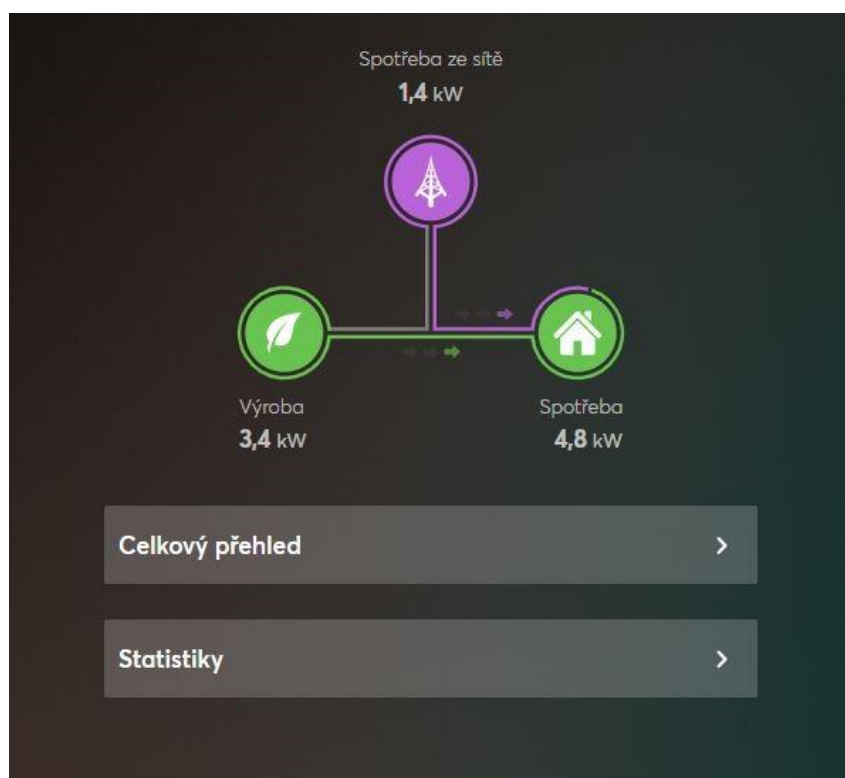 Spotřeba ze sítě
1,4 kW
Výroba
3,4 kW
Spotřeba
4,8 kW
Celkový přehled
Statistiky